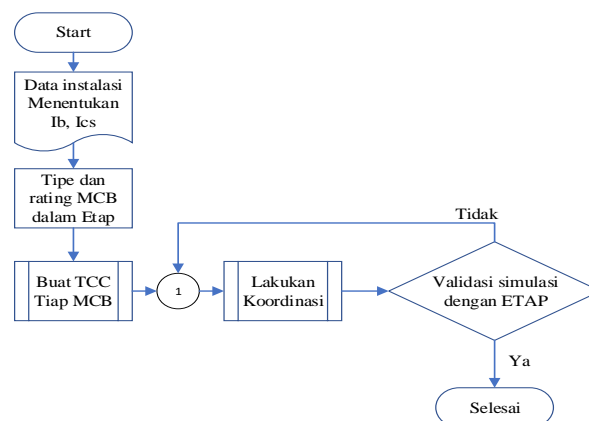 Start
Data instalasi
Menentukan
Ib, Ics
Tipe dan
rating MCB
dalam Etap
Tidak
Buat TCC
Tiap MCB
1
Lakukan
Koordinasi
Validasi simulasi
dengan ETAP
Ya
Selesai